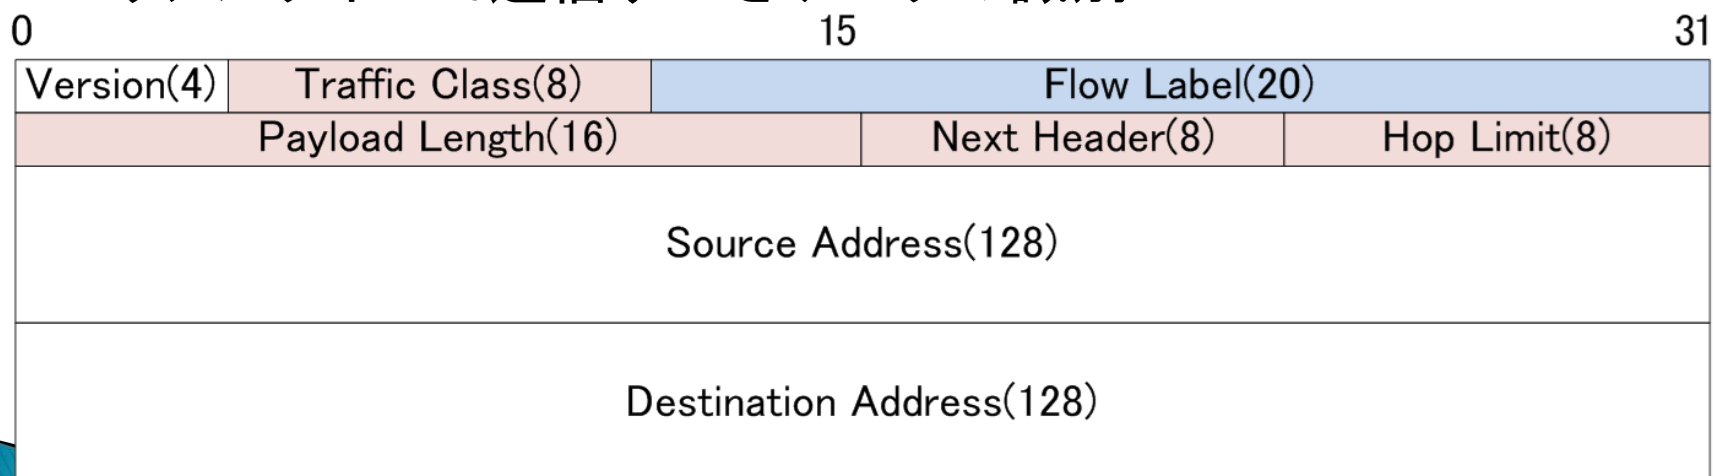 0 15 31
Version(4) Traffic Class(8) Flow Label(20)
Payload Length(16) Next Header(8) Hop Limit(8)
Source Address(128)
Destination Address(128)